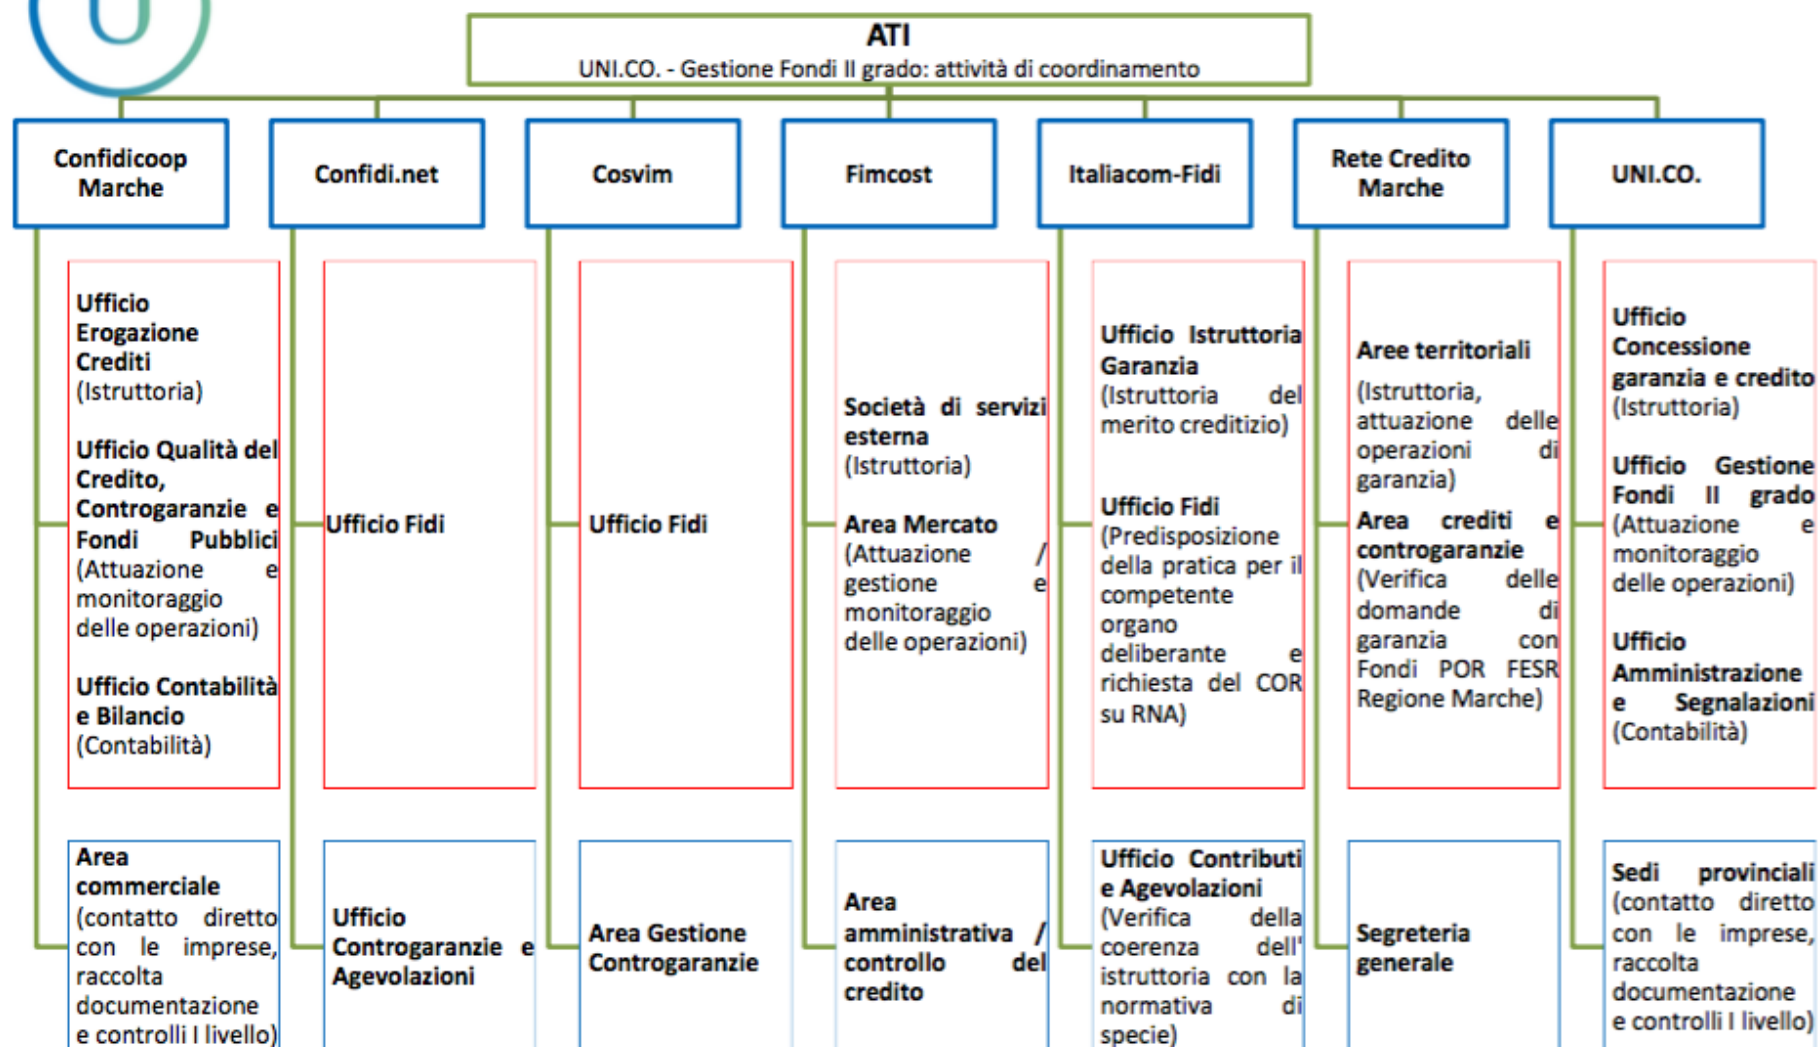 U
ATI
UNI.CO. - Gestione Fondi II grado: attività di coordinamento
Confidicoop
Marche
Confidi.net
Cosvim
Fimcost
Italiacom-Fidi
Rete Credito
Marche
UNI.CO.
Ufficio
Erogazione
Crediti
(Istruttoria)
Ufficio Qualità del
Credito,
Controgaranzie e
Fondi Pubblici
(Attuazione e
monitoraggio
delle operazioni)
Ufficio Contabilità
e Bilancio
(Contabilità)
Ufficio Fidi
Ufficio Fidi
Società di servizi
esterna
(Istruttoria)
Area Mercato
(Attuazione /
gestione e
monitoraggio
delle operazioni)
Ufficio Istruttoria
Garanzia
(Istruttoria del
merito creditizio)
Ufficio Fidi
(Predisposizione
della pratica per il
competente
organo
deliberante e
richiesta del COR
su RNA)
Aree territoriali
(Istruttoria,
attuazione delle
operazioni di
garanzia)
Area crediti e
controgaranzie
(Verifica delle
domande di
garanzia con
Fondi POR FESR
Regione Marche)
Ufficio
Concessione
garanzia e credito
(Istruttoria)
Ufficio Gestione
Fondi II grado
(Attuazione e
monitoraggio
delle operazioni)
Ufficio
Amministrazione
e Segnalazioni
(Contabilità)
Area
commerciale
(contatto diretto
con le imprese,
raccolta
documentazione
e controlli I livello)
Ufficio
Controgaranzie e
Agevolazioni
Area Gestione
Controgaranzie
Area
amministrativa /
controllo del
credito
Ufficio Contributi
e Agevolazioni
(Verifica della
coerenza dell'
istruttoria con la
normativa di
specie)
Segreteria
generale
Sedi provinciali
(contatto diretto
con le imprese,
raccolta
documentazione
e controlli I livello)